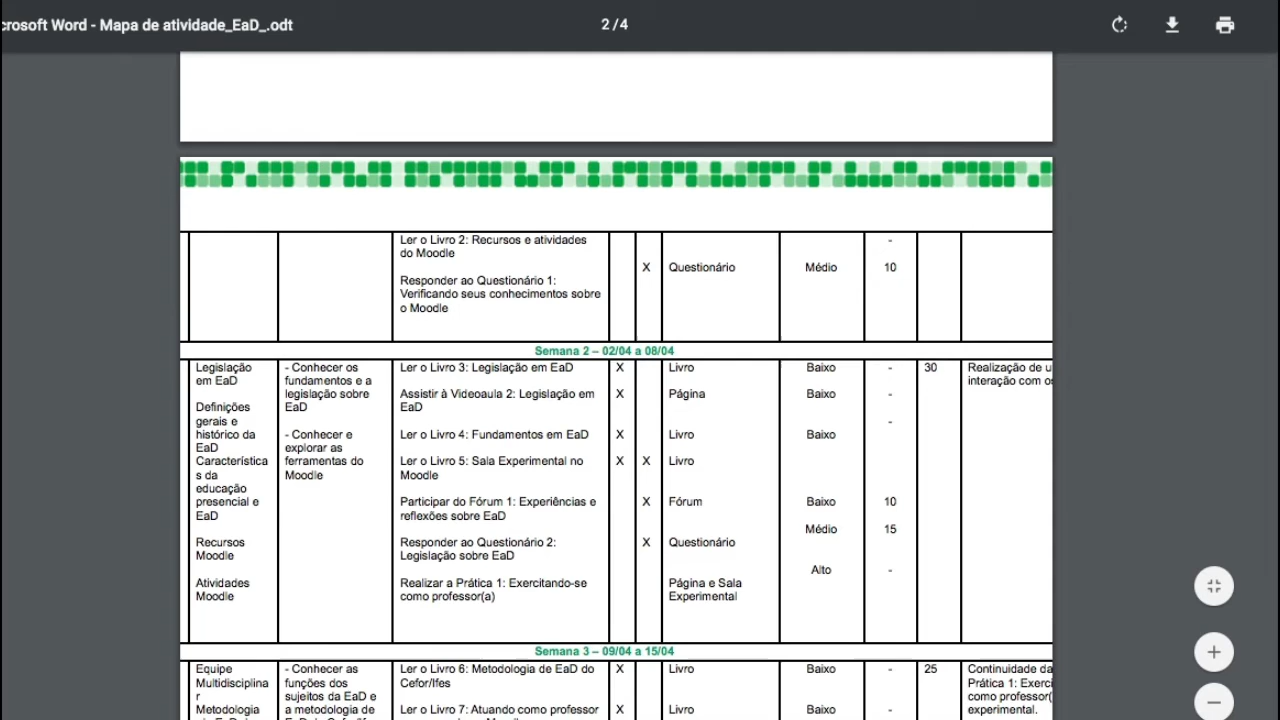 crosoft Word - Mapa de atividade_EaD_.odt
2 / 4
Ler o Livro 2: Recursos e atividades
do Moodle
-
X
Questionário
Médio
10
Responder ao Questionário 1:
Verificando seus conhecimentos sobre
o Moodle
Semana 2 – 02/04 a 08/04
Legislação
em EaD
Definições
gerais e
histórico da
EaD
Característica
s da
educação
presencial e
EaD
Recursos
Moodle
Atividades
Moodle
- Conhecer os
fundamentos e a
legislação sobre
EaD
- Conhecer e
explorar as
ferramentas do
Moodle
Ler o Livro 3: Legislação em EaD
Assistir à Videoaula 2: Legislação em
EaD
Ler o Livro 4: Fundamentos em EaD
Ler o Livro 5: Sala Experimental no
Moodle
Participar do Fórum 1: Experiências e
reflexões sobre EaD
Responder ao Questionário 2:
Legislação sobre EaD
Realizar a Prática 1: Exercitando-se
como professor(a)
X
X
X
X
X
X
X
Livro
Página
Livro
Livro
Fórum
Questionário
Página e Sala
Experimental
Baixo
Baixo
Baixo
Baixo
Médio
Alto
-
-
-
10
15
-
30
Realização de u
interação com os
Semana 3 – 09/04 a 15/04
Equipe
Multidisciplina
r
Metodologia
- Conhecer as
funções dos
sujeitos da EaD e
a metodologia de
Ler o Livro 6: Metodologia de EaD do
Cefor/Ifes
Ler o Livro 7: Atuando como professor
X
X
Livro
Livro
Baixo
Baixo
-
-
25
Continuidade da
Prática 1: Exerci
como professor(
experimental.